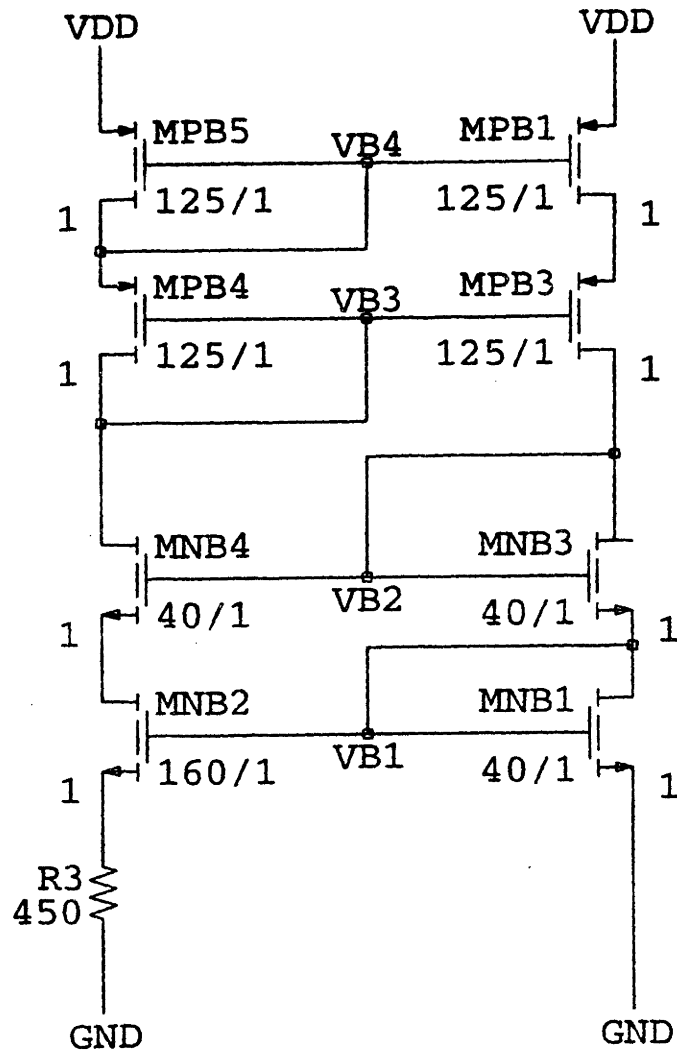 VDD VDD
MPB5 VB4 MPB1
1 125/1 125/1 1
MPB4 VB3 MPB3
1 125/1 125/1 1
MNB4 MNB3
1 40/1 VB2 40/1 1
MNB2 MNB1
1 160/1 VB1 40/1 1
R3
450
GND GND